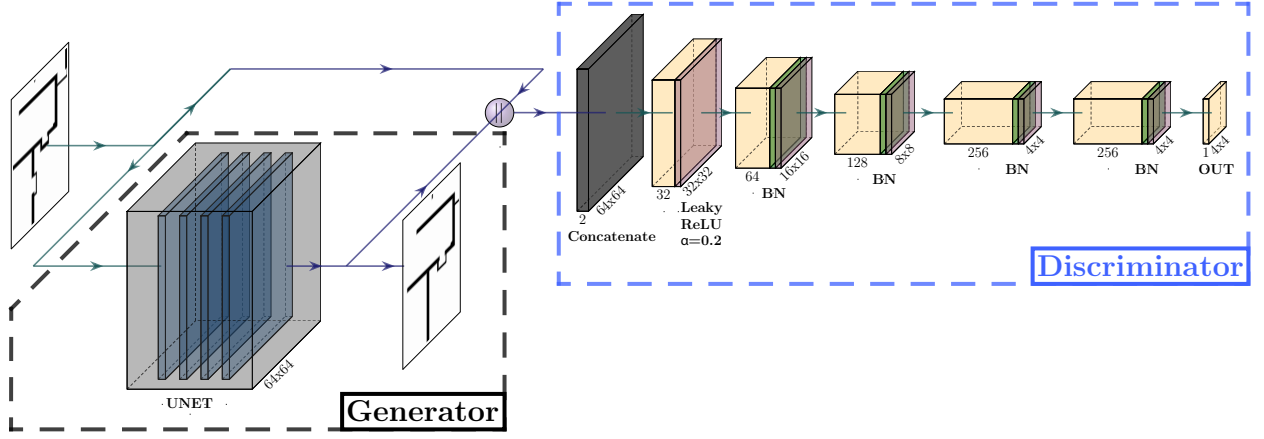 Discriminator
||
2
64x64
Concatenate
32
32x32
Leaky
ReLU
α=0.2
64
16x16
BN
128
8x8
BN
256
4x4
BN
256
4x4
BN
1
4x4
OUT
64x64
UNET
Generator